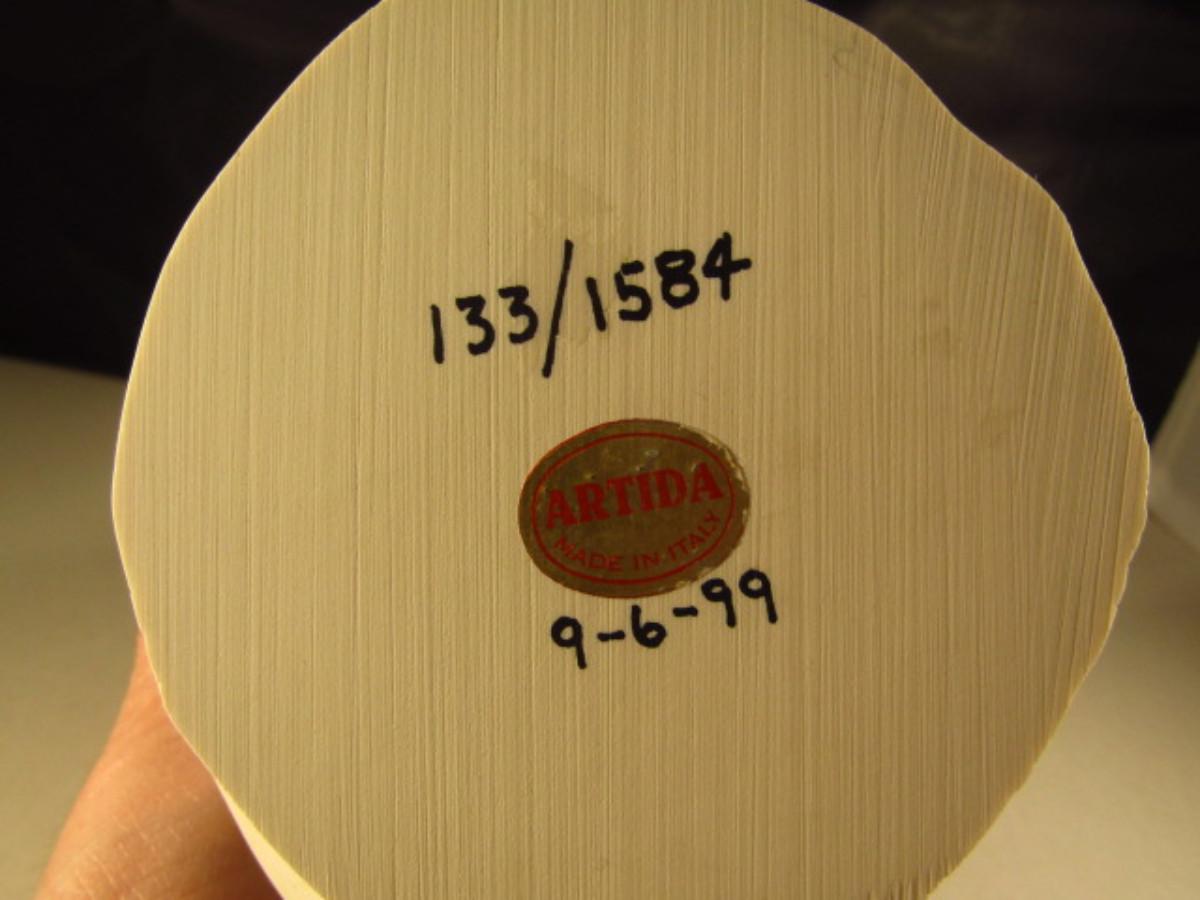 133/1584
ARTIDA
MADE IN ITALY
9-6-99